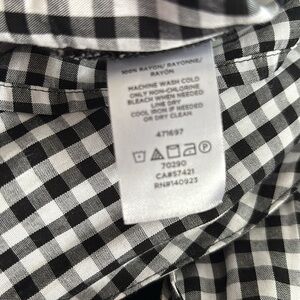 100% RAYON/ RAYONNE/
RAYON
MACHINE WASH COLD
ONLY NON-CHLORINE
BLEACH WHEN NEEDED
LINE DRY
COOL IRON IF NEEDED
OR DRY CLEAN
471697
P
70290
CA#57421
RN#140923